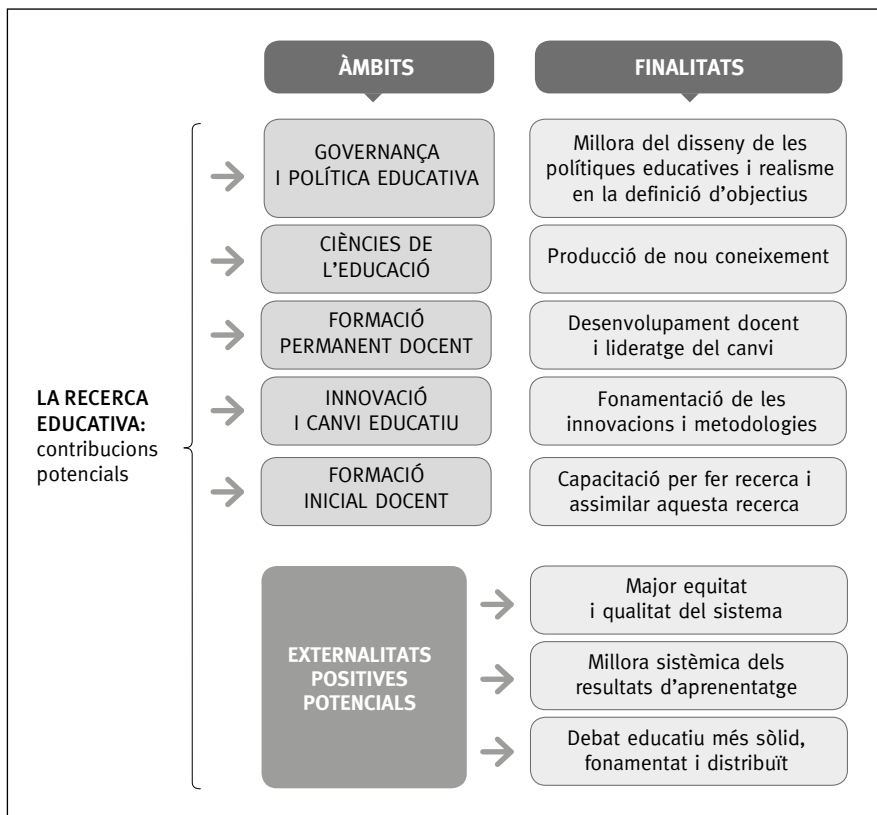 ÀMBITS
FINALITATS
LA RECERCA
EDUCATIVA:
contribucions
potencials
GOVERNANÇA
I POLÍTICA EDUCATIVA
Millora del disseny de les
polítiques educatives i realisme
en la definició d’objectius
CIÈNCIES DE
L’EDUCACIÓ
Producció de nou coneixement
FORMACIÓ
PERMANENT DOCENT
Desenvolupament docent
i lideratge del canvi
INNOVACIÓ
I CANVI EDUCATIU
Fonamentació de les
innovacions i metodologies
FORMACIÓ
INICIAL DOCENT
Capacitació per fer recerca i
assimilar aquesta recerca
EXTERNALITATS
POSITIVES
POTENCIALS
Major equitat
i qualitat del sistema
Millora sistèmica dels
resultats d’aprenentatge
Debat educatiu més sòlid,
fonamentat i distribuït